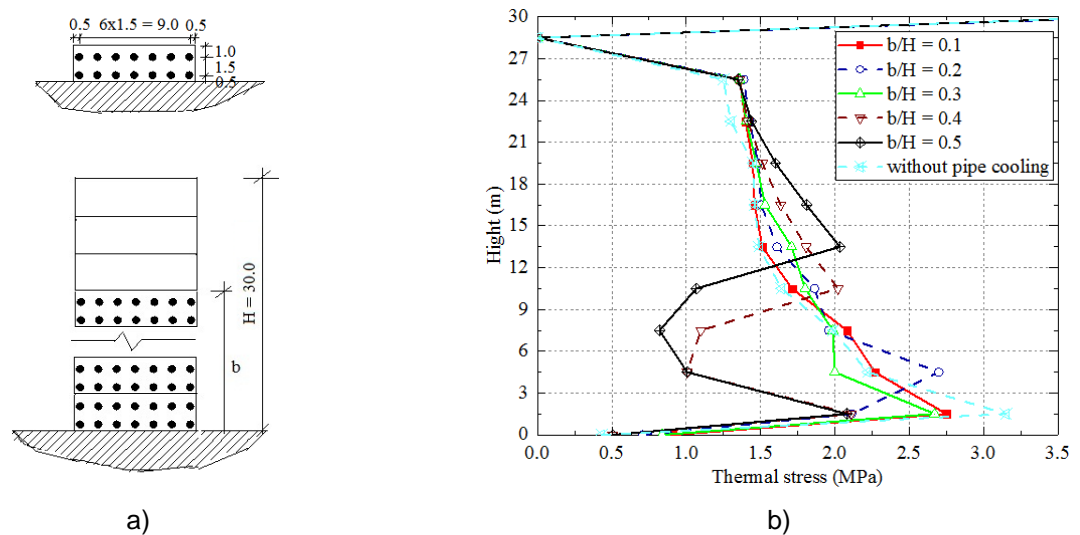 0.5 6x1.5 = 9.0 0.5
1.0
1.5
0.5
H = 30.0
b
a)
30
27
24
21
18
15
12
9
6
3
0
Hight (m)
0.0 0.5 1.0 1.5 2.0 2.5 3.0 3.5
Thermal stress (MPa)
b/H = 0.1
b/H = 0.2
b/H = 0.3
b/H = 0.4
b/H = 0.5
without pipe cooling
b)